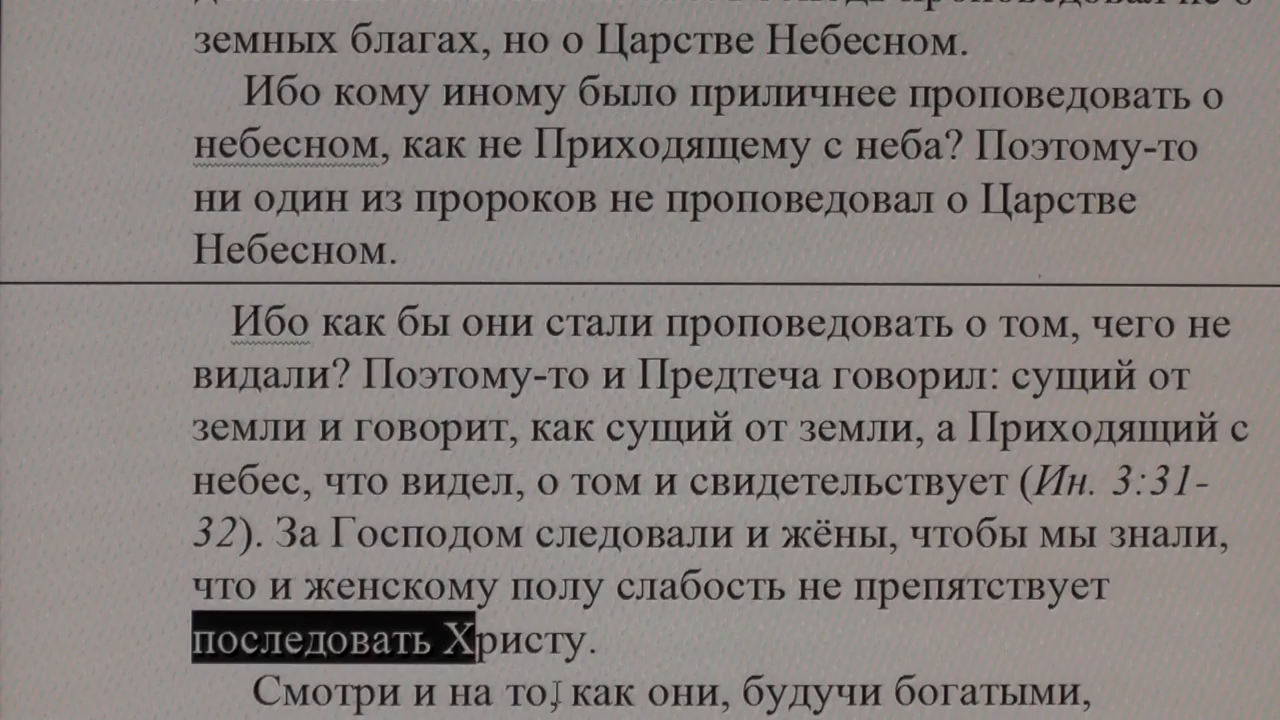 проповедовал не о
земных благах, но о Царстве Небесном.
Ибо кому иному было приличнее проповедовать о
небесном, как не Приходящему с неба? Поэтому-то
ни один из пророков не проповедовал о Царстве
Небесном.
Ибо как бы они стали проповедовать о том, чего не
видали? Поэтому-то и Предтеча говорил: сущий от
земли и говорит, как сущий от земли, а Приходящий с
небес, что видел, о том и свидетельствует (Ин. 3:31-
32). За Господом следовали и жёны, чтобы мы знали,
что и женскому полу слабость не препятствует
последовать Христу.
Смотри и на то, как они, будучи богатыми,